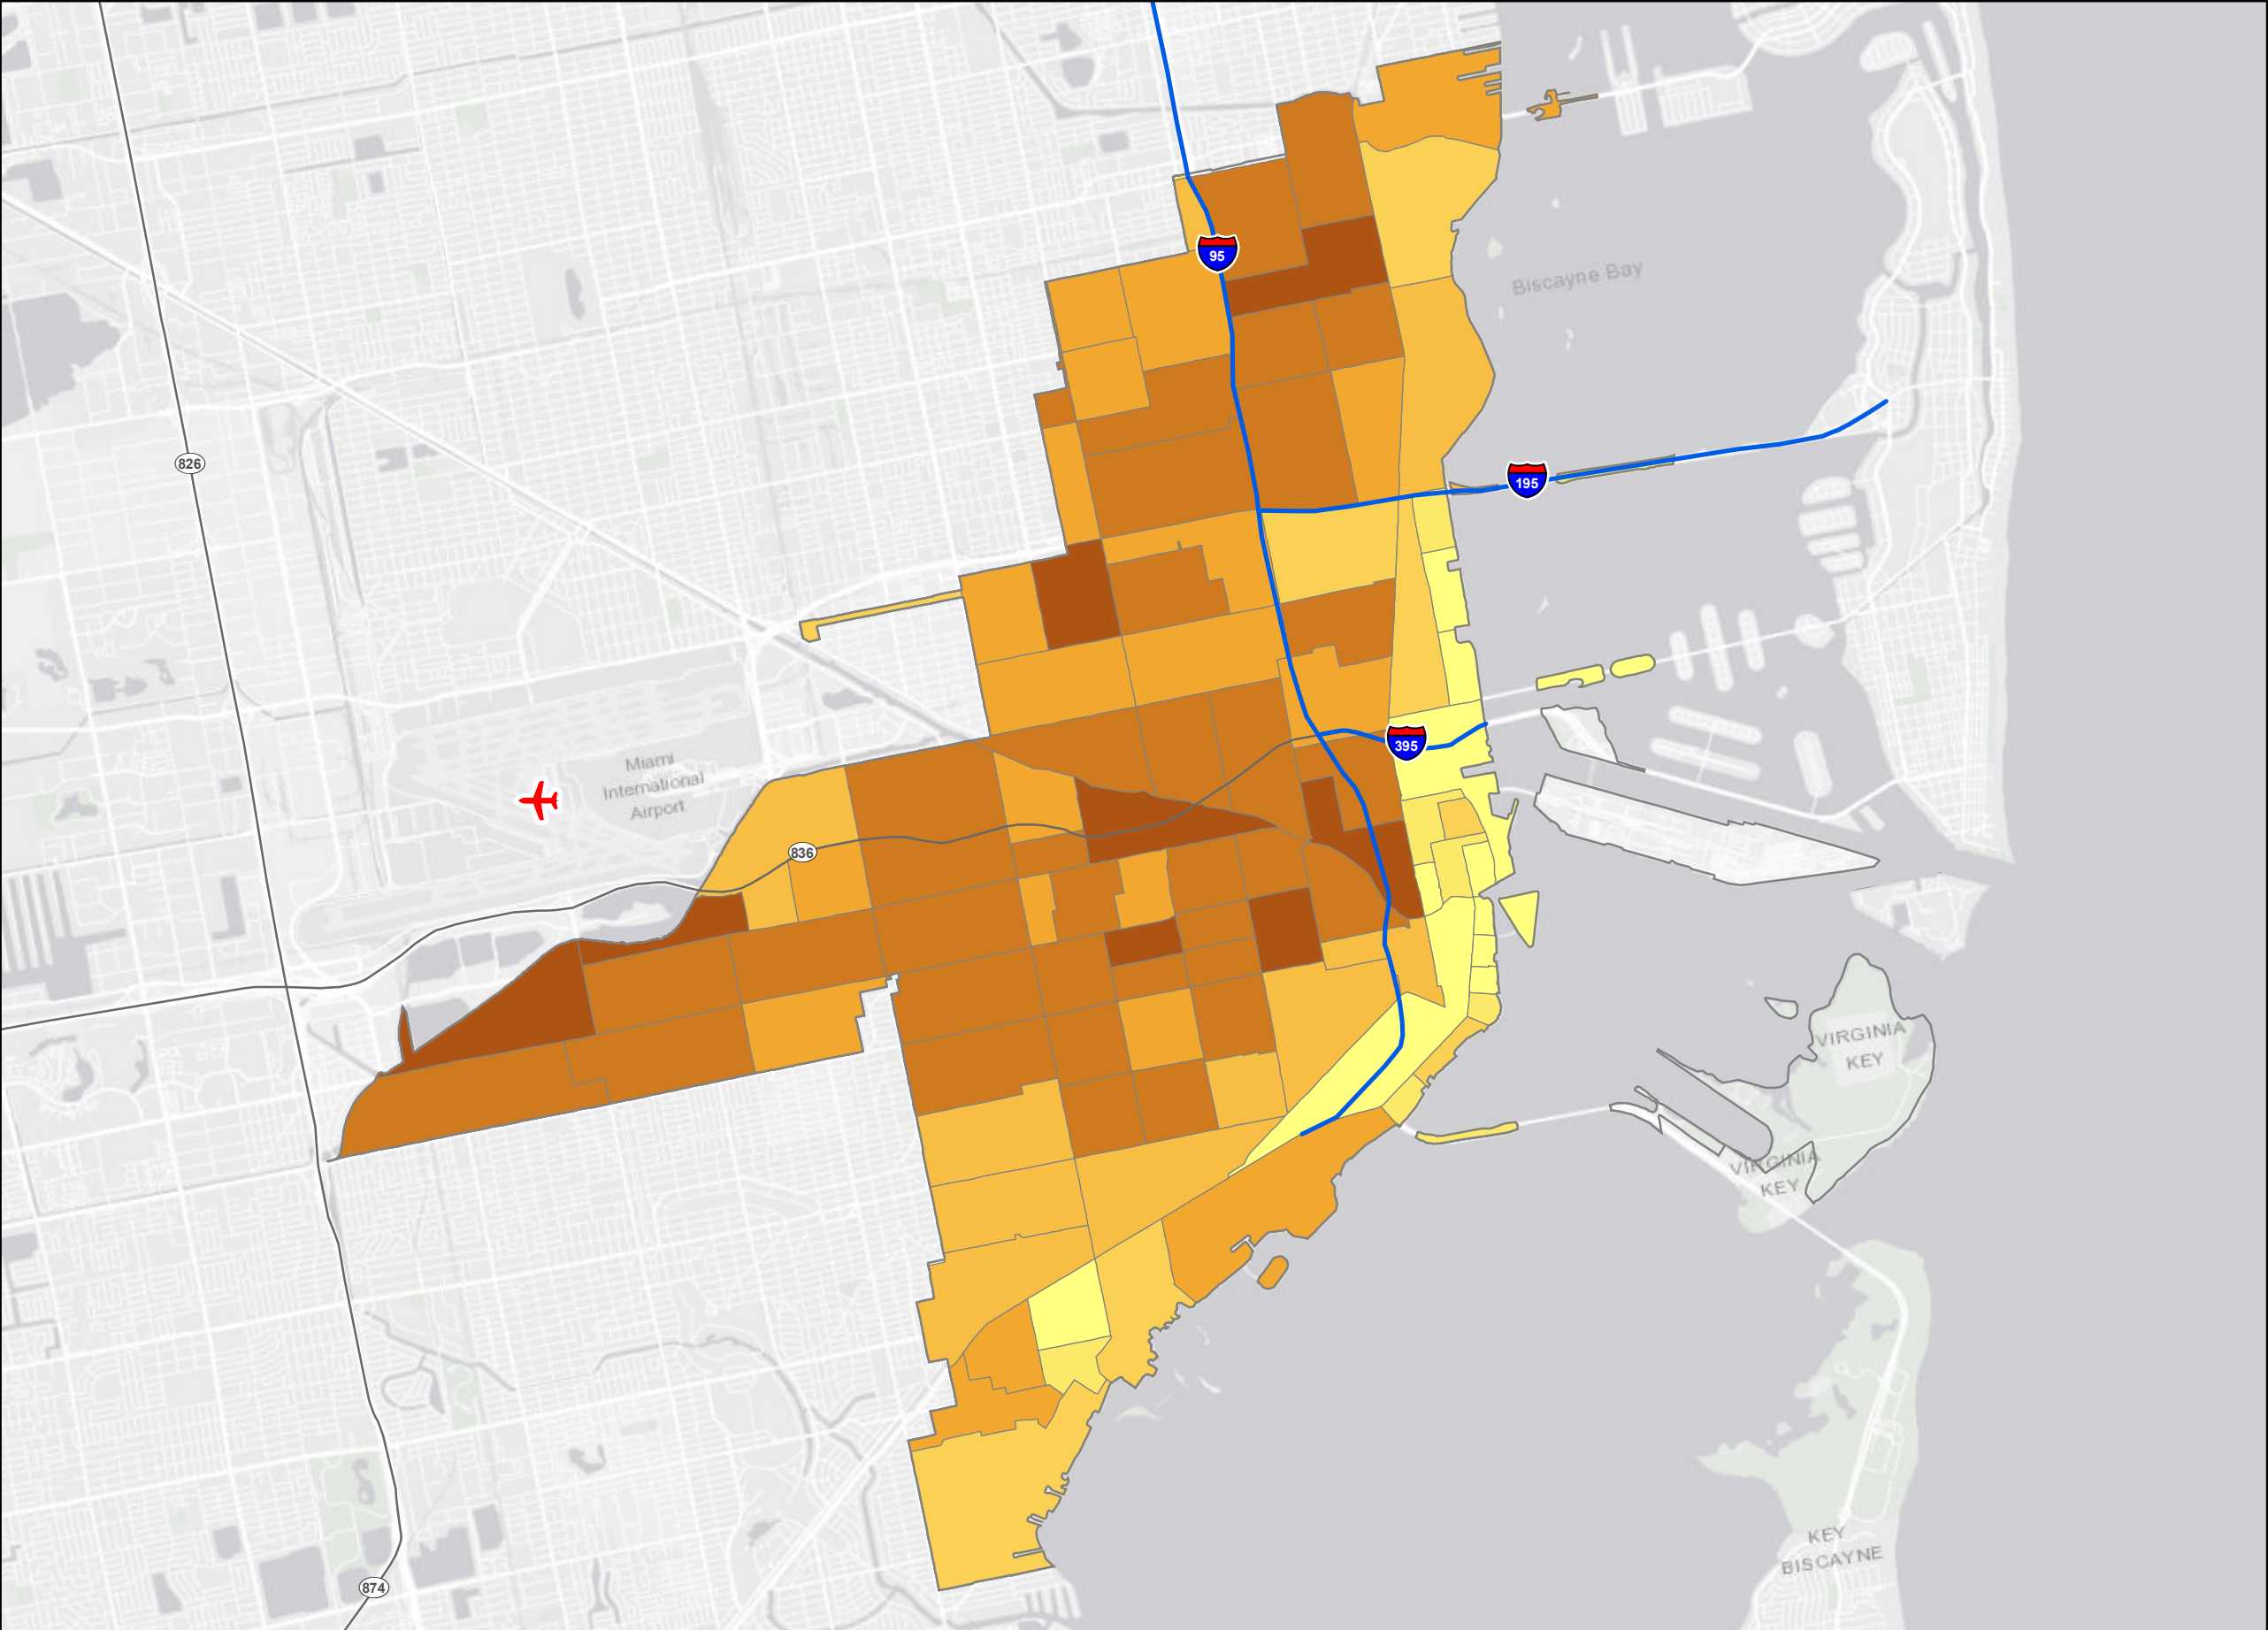 95
Biscayne Bay
826
195
395
Miami
International
Airport
836
VIRGINIA
KEY
VIRGINIA
KEY
KEY
BISCAYNE
874